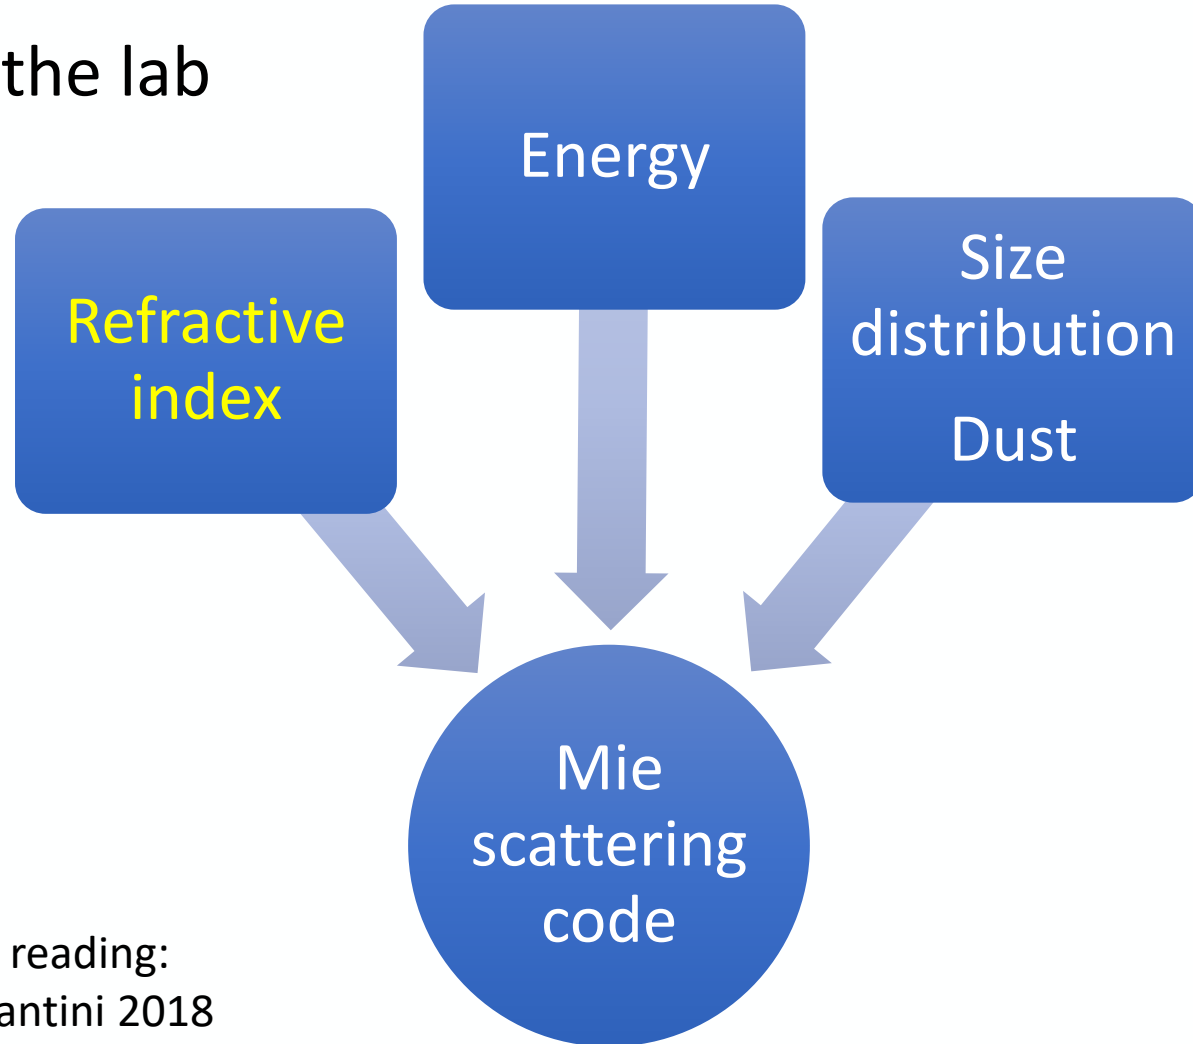 the lab
Energy
Refractive
index
Size
distribution
Dust
Mie
scattering
code
reading:
antini 2018